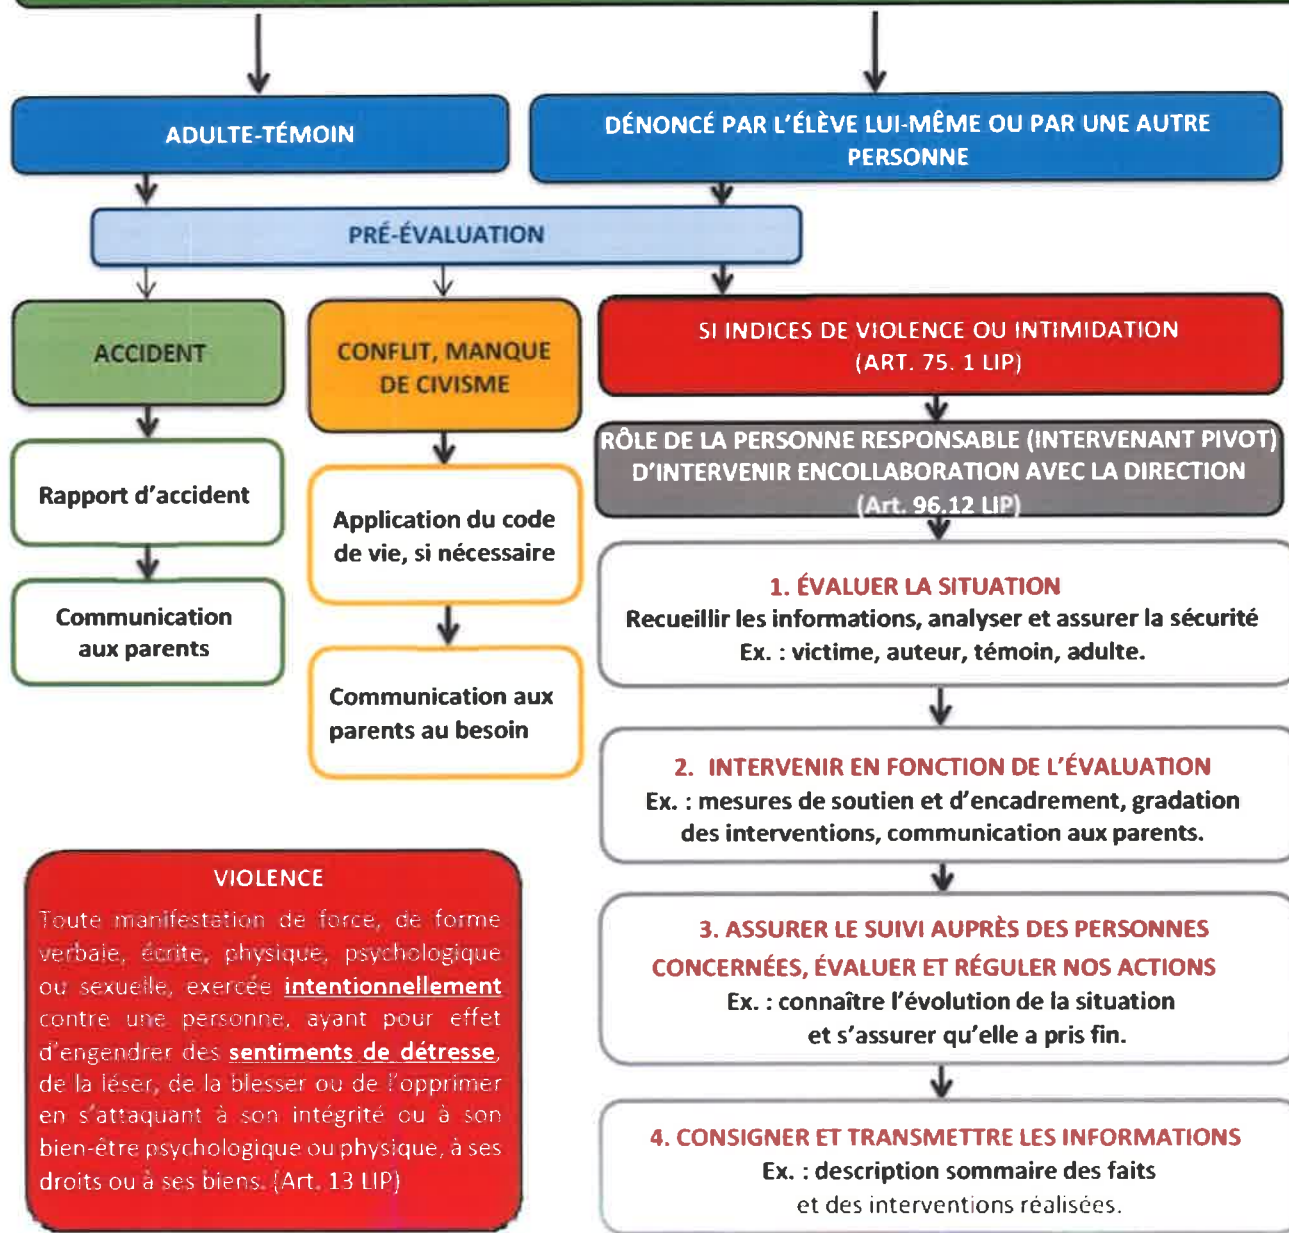 ADULTE-TÉMOIN
DÉNONCÉ PAR L'ÉLÈVE LUI-MÊME OU PAR UNE AUTRE
PERSONNE
PRÉ-ÉVALUATION
ACCIDENT
Rapport d'accident
Communication
aux parents
CONFLIT, MANQUE
DE CIVISME
Application du code
de vie, si nécessaire
Communication aux
parents au besoin
SI INDICES DE VIOLENCE OU INTIMIDATION
(ART. 75. 1 LIP)
RÔLE DE LA PERSONNE RESPONSABLE (INTERVENANT PIVOT)
D'INTERVENIR ENCOLLABORATION AVEC LA DIRECTION
(Art. 96.12 LIP)
1. ÉVALUER LA SITUATION
Recueillir les informations, analyser et assurer la sécurité
Ex. : victime, auteur, témoin, adulte.
2. INTERVENIR EN FONCTION DE L'ÉVALUATION
Ex. : mesures de soutien et d'encadrement, gradation
des interventions, communication aux parents.
3. ASSURER LE SUIVI AUPRÈS DES PERSONNES
CONCERNÉES, ÉVALUER ET RÉGULER NOS ACTIONS
Ex. : connaître l'évolution de la situation
et s'assurer qu'elle a pris fin.
4. CONSIGNER ET TRANSMETTRE LES INFORMATIONS
Ex. : description sommaire des faits
et des interventions réalisées.
VIOLENCE
Toute manifestation de force, de forme
verbale, écrite, physique, psychologique
ou sexuelle, exercée intentionnellement
contre une personne, ayant pour effet
d'engendrer des sentiments de détresse,
de la léser, de la blesser ou de l'opprimer
en s'attaquant à son intégrité ou à son
bien-être psychologique ou physique, à ses
droits ou à ses biens. (Art. 13 LIP)